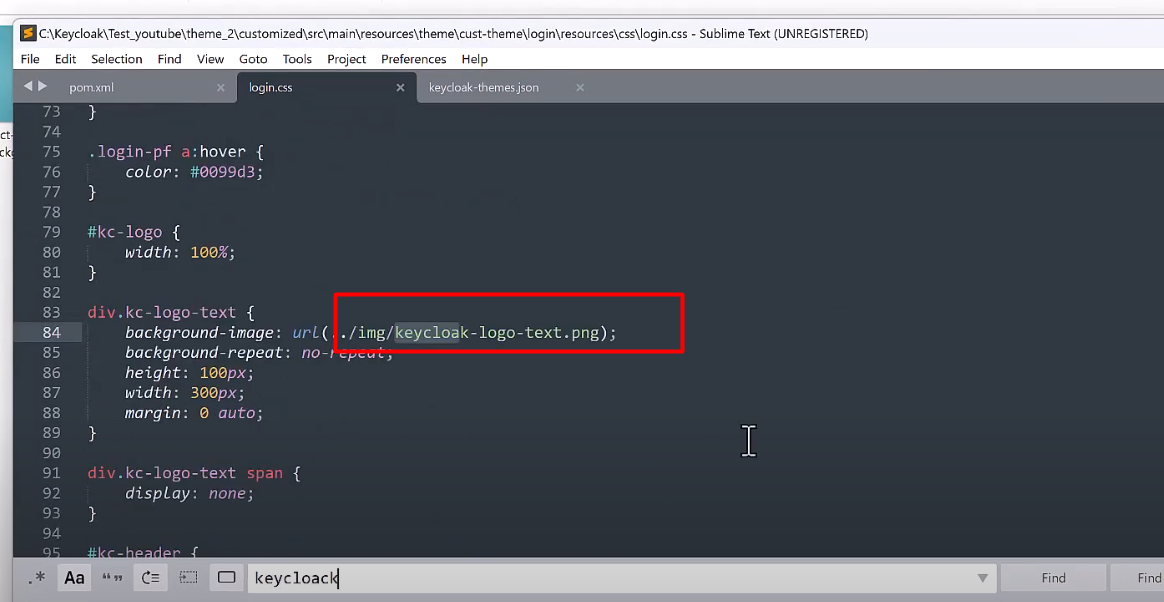 C:\Keycloak\Test_youtube\theme_2\customized\src\main\resources\theme\cust-theme\login\resources\css\login.css - Sublime Text (UNREGISTERED)
File Edit Selection Find View Goto Tools Project Preferences Help
pom.xml × login.css × keycloak-themes.json ×
73 }
74
75 .login-pf a:hover {
76 color: #0099d3;
77 }
78
79 #kc-logo {
80 width: 100%;
81 }
82
83 div.kc-logo-text {
84 background-image: url(../img/keycloak-logo-text.png);
85 background-repeat: no-repeat;
86 height: 100px;
87 width: 300px;
88 margin: 0 auto;
89 }
90
91 div.kc-logo-text span {
92 display: none;
93 }
94
95 #kc-header {
.* Aa “” keycloack Find Find